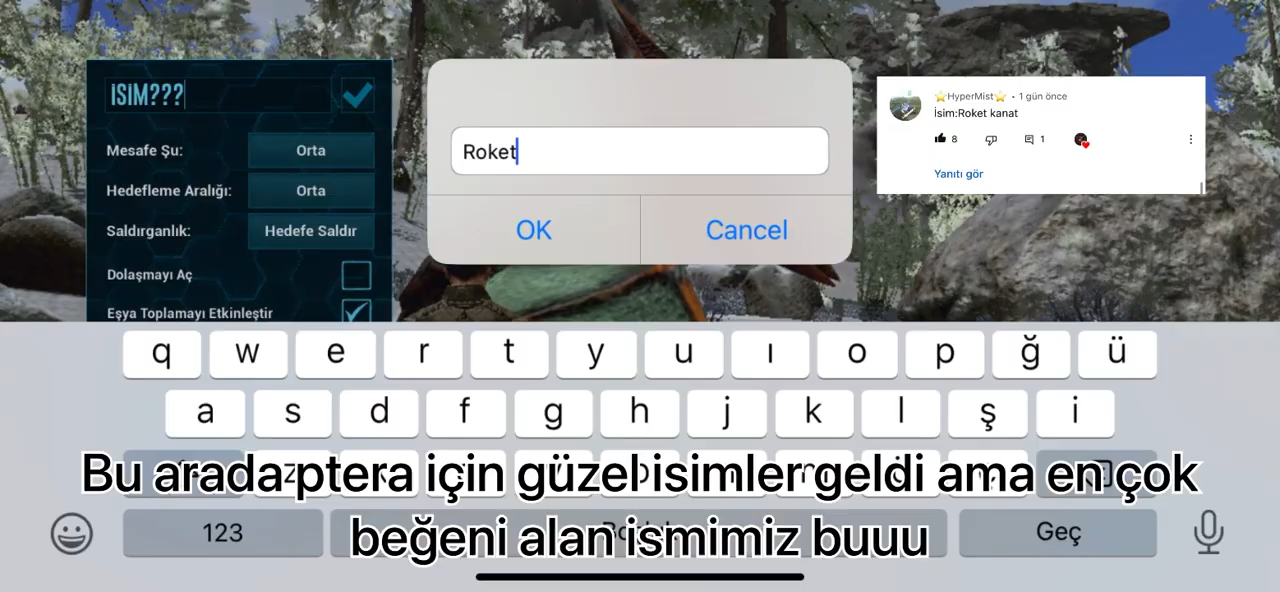 İSİM???
Mesafe Şu:
Orta
Hedefleme Aralığı:
Orta
Saldırganlık:
Hedefe Saldır
Dolaşmayı Aç
Eşya Toplamayı Etkinleştir
Roket
OK
Cancel
⭐HyperMist⭐ • 1 gün önce
İsim:Roket kanat
8
1
Yanıtı gör
q w e r t y u ı o p ğ ü
a s d f g h j k l ş i
Bu arada ptera için güzel isimler geldi ama en çok
beğeni alan ismimiz buuu
123
Geç